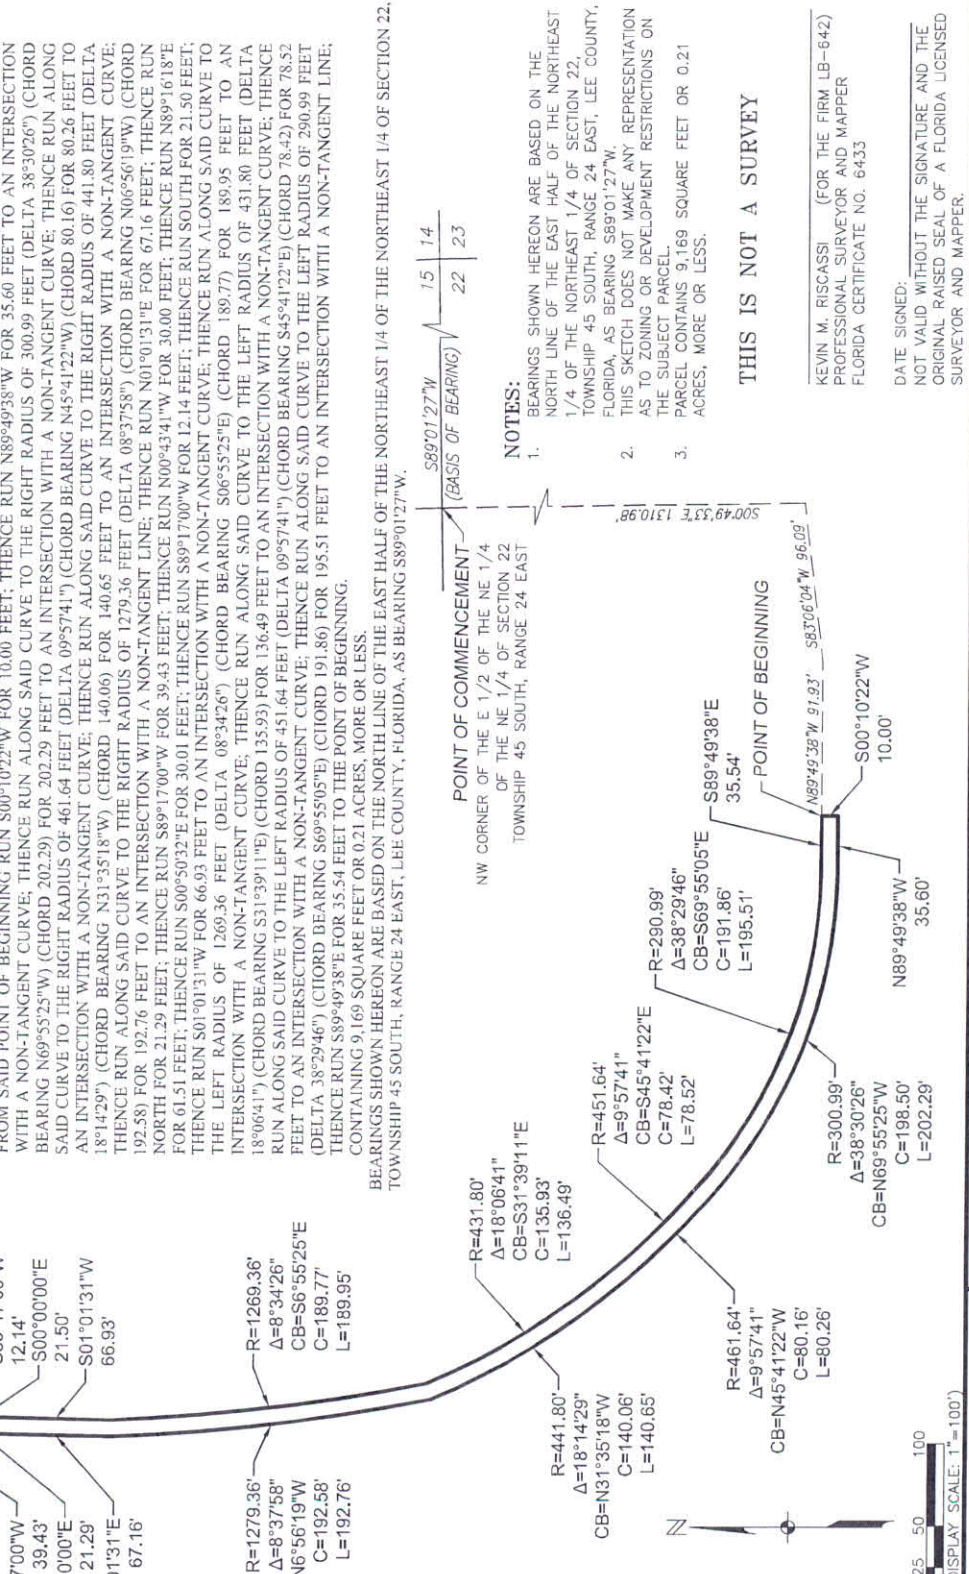 FROM SAID POINT OF BEGINNING RUN S00°10'22"W FOR 10.00 FEET; THENCE RUN N89°49'38"W FOR 35.60 FEET TO AN INTERSECTION
WITH A NON-TANGENT CURVE; THENCE RUN ALONG SAID CURVE TO THE RIGHT RADIUS OF 300.99 FEET (DELTA 38°30'26") (CHORD
BEARING N69°55'25"W) (CHORD 202.29) FOR 202.29 FEET TO AN INTERSECTION WITH A NON-TANGENT CURVE; THENCE RUN ALONG
SAID CURVE TO THE RIGHT RADIUS OF 461.64 FEET (DELTA 09°57'41") (CHORD BEARING N45°41'22"W) (CHORD 80.16) FOR 80.26 FEET TO
AN INTERSECTION WITH A NON-TANGENT CURVE; THENCE RUN ALONG SAID CURVE TO THE RIGHT RADIUS OF 441.80 FEET (DELTA
18°14'29") (CHORD BEARING N31°35'18"W) (CHORD 140.06) FOR 140.65 FEET TO AN INTERSECTION WITH A NON-TANGENT CURVE;
THENCE RUN ALONG SAID CURVE TO THE RIGHT RADIUS OF 1279.36 FEET (DELTA 08°37'58") (CHORD BEARING N06°56'19"W) (CHORD
192.58) FOR 192.76 FEET TO AN INTERSECTION WITH A NON-TANGENT LINE; THENCE RUN N01°01'31"E FOR 67.16 FEET; THENCE RUN
NORTH FOR 21.29 FEET; THENCE RUN S89°17'00"W FOR 39.43 FEET; THENCE RUN N00°43'41"W FOR 30.00 FEET; THENCE RUN N89°16'18"E
FOR 61.51 FEET; THENCE RUN S00°50'32"E FOR 30.01 FEET; THENCE RUN S89°17'00"W FOR 12.14 FEET; THENCE RUN SOUTH FOR 21.50 FEET;
THENCE RUN S01°01'31"W FOR 66.93 FEET TO AN INTERSECTION WITH A NON-TANGENT CURVE; THENCE RUN ALONG SAID CURVE TO
THE LEFT RADIUS OF 1269.36 FEET (DELTA 08°34'26") (CHORD BEARING S06°55'25"E) (CHORD 189.77) FOR 189.95 FEET TO AN
INTERSECTION WITH A NON-TANGENT CURVE; THENCE RUN ALONG SAID CURVE TO THE LEFT RADIUS OF 431.80 FEET (DELTA
18°06'41") (CHORD BEARING S31°39'11"E) (CHORD 135.93) FOR 136.49 FEET TO AN INTERSECTION WITH A NON-TANGENT CURVE; THENCE
RUN ALONG SAID CURVE TO THE LEFT RADIUS OF 451.64 FEET (DELTA 09°57'41") (CHORD BEARING S45°41'22"E) (CHORD 78.42) FOR 78.52
FEET TO AN INTERSECTION WITH A NON-TANGENT CURVE; THENCE RUN ALONG SAID CURVE TO THE LEFT RADIUS OF 290.99 FEET
(DELTA 38°29'46") (CHORD BEARING S69°55'05"E) (CHORD 191.86) FOR 195.51 FEET TO AN INTERSECTION WITH A NON-TANGENT LINE;
THENCE RUN S89°49'38"E FOR 35.54 FEET TO THE POINT OF BEGINNING.
CONTAINING 9,169 SQUARE FEET OR 0.21 ACRES, MORE OR LESS.
BEARINGS SHOWN HEREON ARE BASED ON THE NORTH LINE OF THE EAST HALF OF THE NORTHEAST 1/4 OF THE NORTHEAST 1/4 OF SECTION 22,
TOWNSHIP 45 SOUTH, RANGE 24 EAST, LEE COUNTY, FLORIDA, AS BEARING S89°01'27"W.
12.14'
S00°00'00"E
21.50'
S01°01'31"W
66.93'
7'00"W
39.43'
0'00"E
21.29'
01'31"E
67.16'
R=1269.36'
Δ=8°34'26"
CB=S6°55'25"E
C=189.77'
L=189.95'
R=1279.36'
Δ=8°37'58"
N6°56'19"W
C=192.58'
L=192.76'
R=431.80'
Δ=18°06'41"
CB=S31°39'11"E
C=135.93'
L=136.49'
R=441.80'
Δ=18°14'29"
CB=N31°35'18"W
C=140.06'
L=140.65'
R=451.64'
Δ=9°57'41"
CB=S45°41'22"E
C=78.42'
L=78.52'
R=461.64'
Δ=9°57'41"
CB=N45°41'22"W
C=80.16'
L=80.26'
R=290.99'
Δ=38°29'46"
CB=S69°55'05"E
C=191.86'
L=195.51'
R=300.99'
Δ=38°30'26"
CB=N69°55'25"W
C=198.50'
L=202.29'
S89°49'38"E
35.54'
POINT OF BEGINNING
N89°49'38"W 91.93'
S83°06'04"W 96.09'
S00°10'22"W
10.00'
N89°49'38"W
35.60'
S00°49'33"E 1310.98'
POINT OF COMMENCEMENT
NW CORNER OF THE E 1/2 OF THE NE 1/4
OF THE NE 1/4 OF SECTION 22
TOWNSHIP 45 SOUTH, RANGE 24 EAST
S89°01'27"W
(BASIS OF BEARING)
15 14
22 23
NOTES:
1. BEARINGS SHOWN HEREON ARE BASED ON THE
NORTH LINE OF THE EAST HALF OF THE NORTHEAST
1/4 OF THE NORTHEAST 1/4 OF SECTION 22,
TOWNSHIP 45 SOUTH, RANGE 24 EAST, LEE COUNTY,
FLORIDA, AS BEARING S89°01'27"W.
2. THIS SKETCH DOES NOT MAKE ANY REPRESENTATION
AS TO ZONING OR DEVELOPMENT RESTRICTIONS ON
THE SUBJECT PARCEL.
3. PARCEL CONTAINS 9,169 SQUARE FEET OR 0.21
ACRES, MORE OR LESS.
THIS IS NOT A SURVEY
KEVIN M. RISCASSI (FOR THE FIRM LB-642)
PROFESSIONAL SURVEYOR AND MAPPER
FLORIDA CERTIFICATE NO. 6433
DATE SIGNED:
NOT VALID WITHOUT THE SIGNATURE AND THE
ORIGINAL RAISED SEAL OF A FLORIDA LICENSED
SURVEYOR AND MAPPER.
N
25 50 100
DISPLAY SCALE: 1"=100')